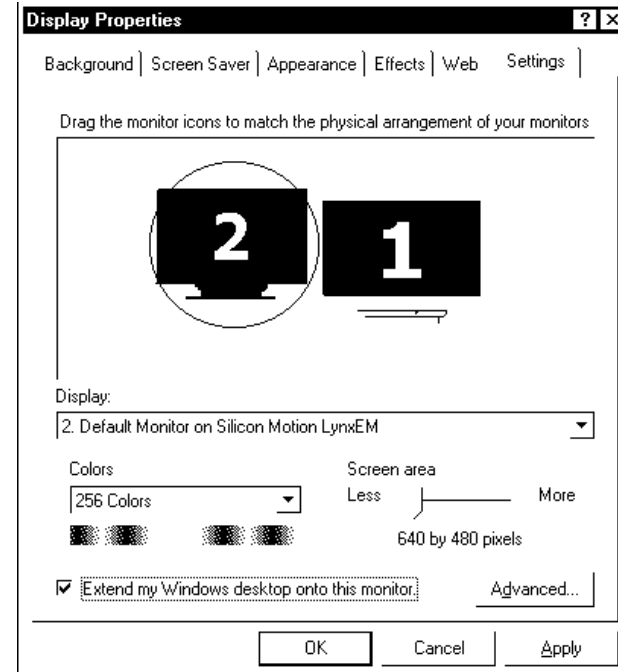 Display Properties
Background Screen Saver Appearance Effects Web Settings
Drag the monitor icons to match the physical arrangement of your monitors
2 1
Display:
2. Default Monitor on Silicon Motion LynxEM
Colors Screen area
256 Colors Less More
640 by 480 pixels
Extend my Windows desktop onto this monitor. Advanced...
OK Cancel Apply